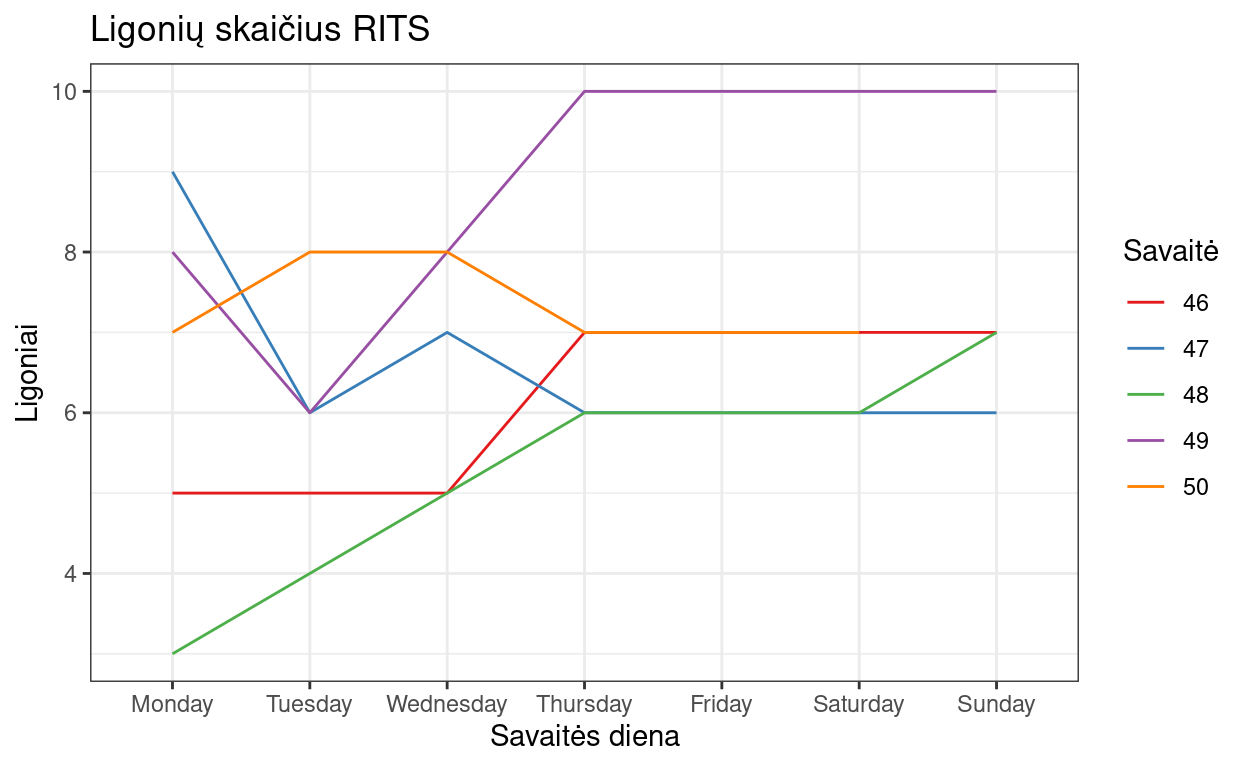 Ligonių skaičius RITS
10
8
6
4
Ligoniai
Monday Tuesday Wednesday Thursday Friday Saturday Sunday
Savaitės diena
Savaitė
46
47
48
49
50